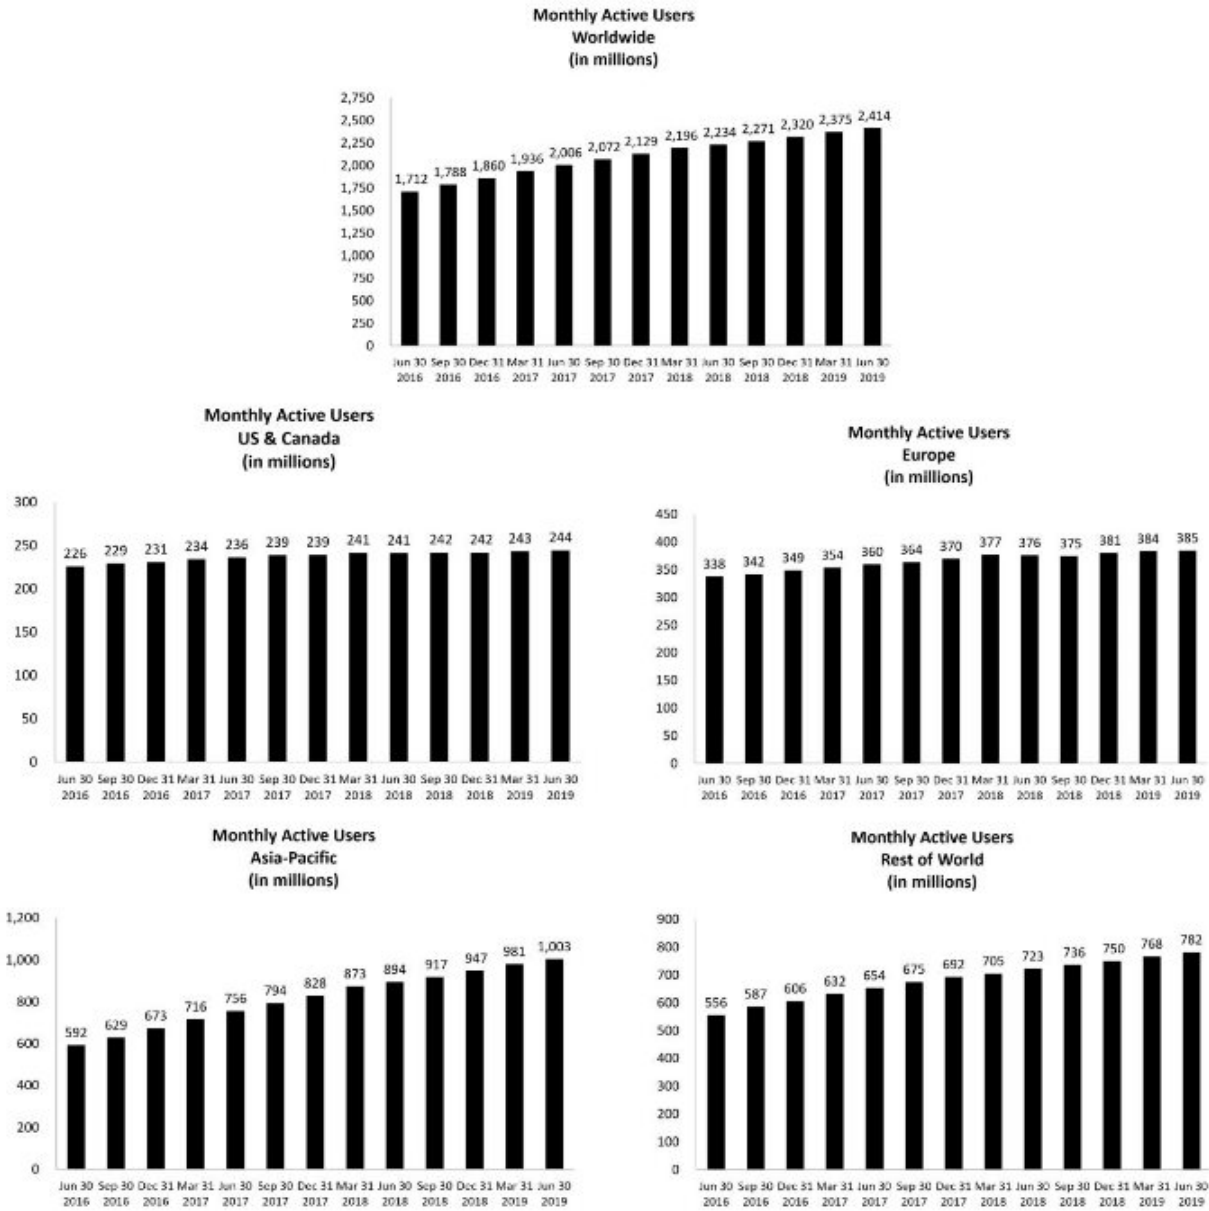 Monthly Active Users
Worldwide
(in millions)
2,750
2,500
2,250
2,000
1,750
1,500
1,250
1,000
750
500
250
0
1,712 1,788 1,860 1,936 2,006 2,072 2,129 2,196 2,234 2,271 2,320 2,375 2,414
Jun 30 Sep 30 Dec 31 Mar 31 Jun 30 Sep 30 Dec 31 Mar 31 Jun 30 Sep 30 Dec 31 Mar 31 Jun 30
2016 2016 2016 2017 2017 2017 2017 2018 2018 2018 2018 2019 2019
Monthly Active Users
US & Canada
(in millions)
300
250
200
150
100
50
0
226 229 231 234 236 239 239 241 241 242 242 243 244
Jun 30 Sep 30 Dec 31 Mar 31 Jun 30 Sep 30 Dec 31 Mar 31 Jun 30 Sep 30 Dec 31 Mar 31 Jun 30
2016 2016 2016 2017 2017 2017 2017 2018 2018 2018 2018 2019 2019
Monthly Active Users
Europe
(in millions)
450
400
350
300
250
200
150
100
50
0
338 342 349 354 360 364 370 377 376 375 381 384 385
Jun 30 Sep 30 Dec 31 Mar 31 Jun 30 Sep 30 Dec 31 Mar 31 Jun 30 Sep 30 Dec 31 Mar 31 Jun 30
2016 2016 2016 2017 2017 2017 2017 2018 2018 2018 2018 2019 2019
Monthly Active Users
Asia-Pacific
(in millions)
1,200
1,000
800
600
400
200
0
592 629 673 716 756 794 828 873 894 917 947 981 1,003
Jun 30 Sep 30 Dec 31 Mar 31 Jun 30 Sep 30 Dec 31 Mar 31 Jun 30 Sep 30 Dec 31 Mar 31 Jun 30
2016 2016 2016 2017 2017 2017 2017 2018 2018 2018 2018 2019 2019
Monthly Active Users
Rest of World
(in millions)
900
800
700
600
500
400
300
200
100
0
556 587 606 632 654 675 692 705 723 736 750 768 782
Jun 30 Sep 30 Dec 31 Mar 31 Jun 30 Sep 30 Dec 31 Mar 31 Jun 30 Sep 30 Dec 31 Mar 31 Jun 30
2016 2016 2016 2017 2017 2017 2017 2018 2018 2018 2018 2019 2019